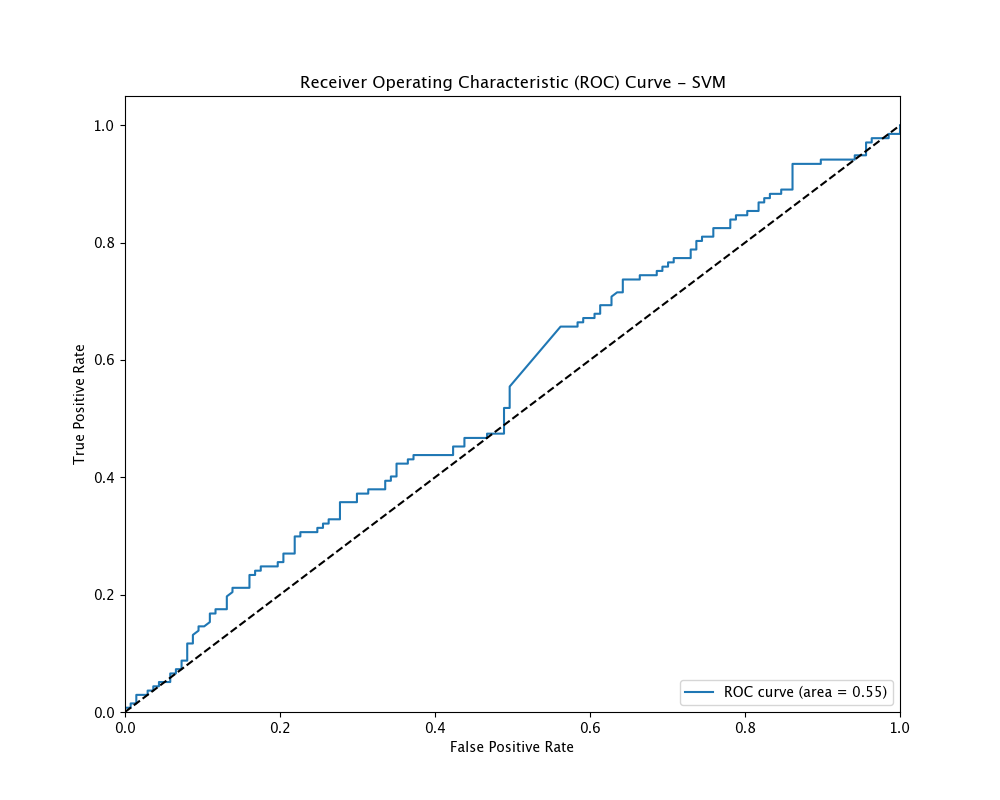 Receiver Operating Characteristic (ROC) Curve − SVM
1.0
0.8
0.6
0.4
0.2
0.0
True Positive Rate
0.0 0.2 0.4 0.6 0.8 1.0
False Positive Rate
ROC curve (area = 0.55)